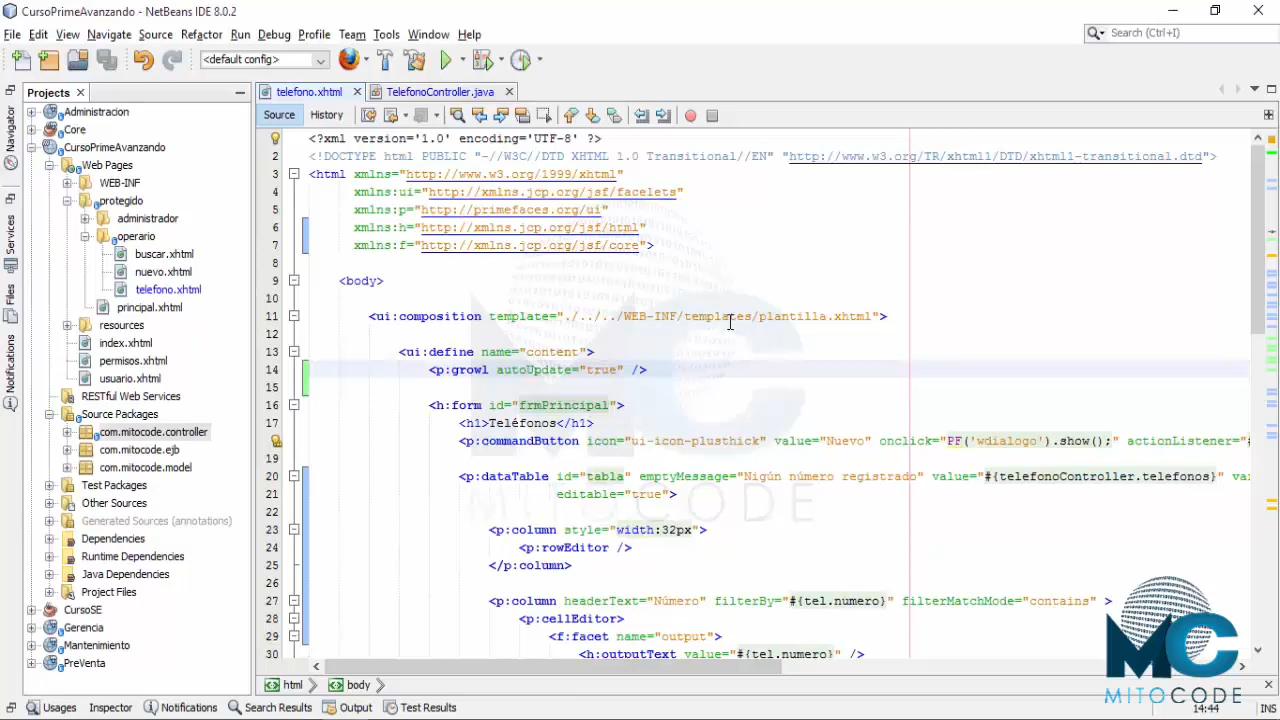 CursoPrimeAvanzando - NetBeans IDE 8.0.2
File Edit View Navigate Source Refactor Run Debug Profile Team Tools Window Help
Search (Ctrl+I)
<default config>
Projects
telefono.xhtml
TelefonoController.java
Source
History
Navigator
Services
Files
Notifications
Administracion
Core
CursoPrimeAvanzando
Web Pages
WEB-INF
protegido
administrador
operario
buscar.xhtml
nuevo.xhtml
telefono.xhtml
principal.xhtml
resources
index.xhtml
permisos.xhtml
usuario.xhtml
RESTful Web Services
Source Packages
com.mitocode.controller
com.mitocode.ejb
com.mitocode.model
Test Packages
Other Sources
Generated Sources (annotations)
Dependencies
Runtime Dependencies
Java Dependencies
Project Files
CursoSE
Gerencia
Mantenimiento
PreVenta
1 <?xml version='1.0' encoding='UTF-8' ?>
2 <!DOCTYPE html PUBLIC "-//W3C//DTD XHTML 1.0 Transitional//EN" "http://www.w3.org/TR/xhtml1/DTD/xhtml1-transitional.dtd">
3 <html xmlns="http://www.w3.org/1999/xhtml"
4 xmlns:ui="http://xmlns.jcp.org/jsf/facelets"
5 xmlns:p="http://primefaces.org/ui"
6 xmlns:h="http://xmlns.jcp.org/jsf/html"
7 xmlns:f="http://xmlns.jcp.org/jsf/core">
8
9 <body>
10
11 <ui:composition template="./../../WEB-INF/templates/plantilla.xhtml">
12
13 <ui:define name="content">
14 <p:growl autoUpdate="true" />
15
16 <h:form id="frmPrincipal">
17 <h1>Teléfonos</h1>
<p:commandButton icon="ui-icon-plusthick" value="Nuevo" onclick="PF('wdialogo').show();" actionListener="#
19
20 <p:dataTable id="tabla" emptyMessage="Nigún número registrado" value="#{telefonoController.telefonos}" var
21 editable="true">
22
23 <p:column style="width:32px">
24 <p:rowEditor />
25 </p:column>
26
27 <p:column headerText="Número" filterBy="#{tel.numero}" filterMatchMode="contains" >
28 <p:cellEditor>
29 <f:facet name="output">
30 <h:outputText value="#{tel.numero}" />
MITOCODE
MC
MITOCODE
html
body
Usages
Inspector
Notifications
Search Results
Output
Test Results
14:44
INS